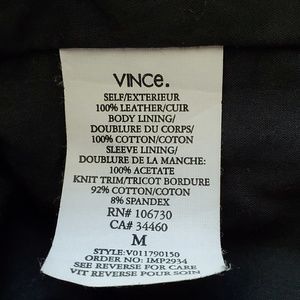 VINCE.
SELF/EXTERIEUR
100% LEATHER/CUIR
BODY LINING/
DOUBLURE DU CORPS/
100% COTTON/COTON
SLEEVE LINING/
DOUBLURE DE LA MANCHE:
100% ACETATE
KNIT TRIM/TRICOT BORDURE
92% COTTON/COTON
8% SPANDEX
RN# 106730
CA# 34460
M
STYLE:V011790150
ORDER NO: IMP2934
SEE REVERSE FOR CARE
VIT REVERSE POUR SOIN